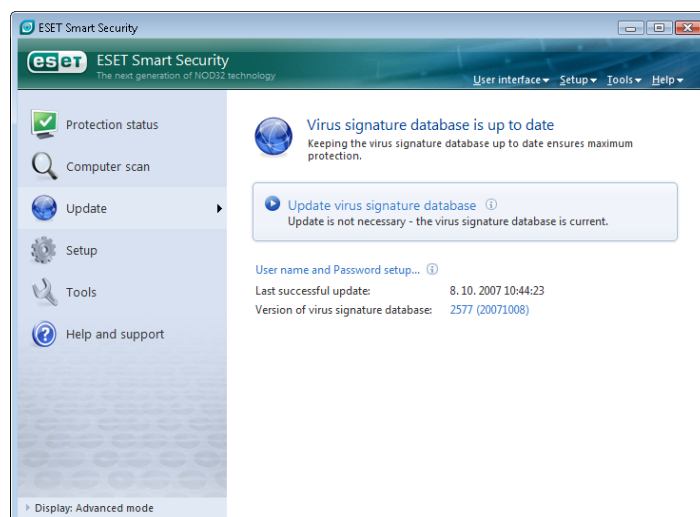 ESET Smart Security
eseT ESET Smart Security
The next generation of NOD32 technology
User interface Setup Tools Help
Protection status
Computer scan
Update
Setup
Tools
Help and support
Display: Advanced mode
Virus signature database is up to date
Keeping the virus signature database up to date ensures maximum
protection.
Update virus signature database
Update is not necessary - the virus signature database is current.
User name and Password setup...
Last successful update: 8. 10. 2007 10:44:23
Version of virus signature database: 2577 (20071008)